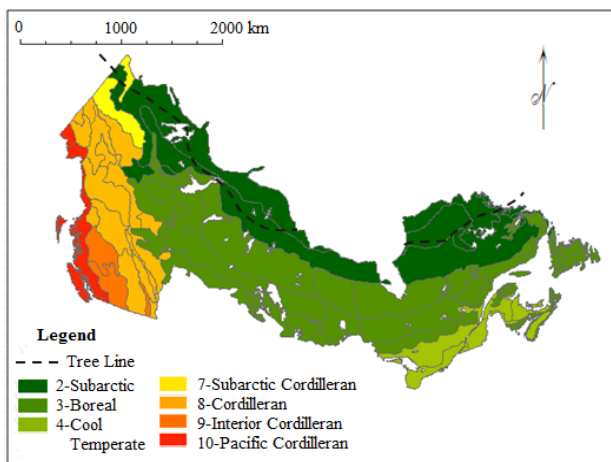 0 1000 2000 km
N
Legend
Tree Line
2-Subarctic
3-Boreal
4-Cool
Temperate
7-Subarctic Cordilleran
8-Cordilleran
9-Interior Cordilleran
10-Pacific Cordilleran